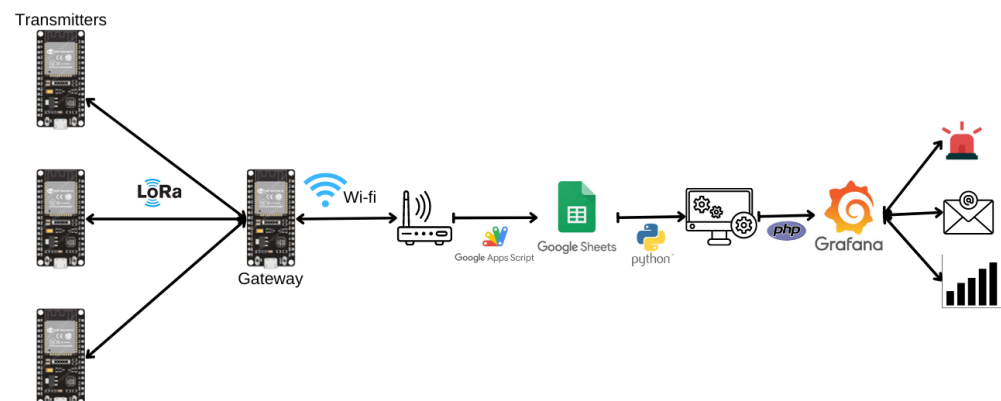 Transmitters
LoRa
Wi-fi
Gateway
Google Apps Script
Google Sheets
python
php
Grafana
@